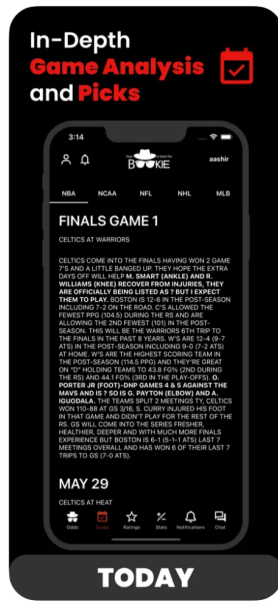 In-Depth
Game Analysis
and Picks
3:14
BOOKIE
aashir
NBA NCAA NFL NHL MLB
FINALS GAME 1
CELTICS AT WARRIORS
CELTICS COME INTO THE FINALS HAVING WON 2 GAME
7'S AND A LITTLE BANGED UP. THEY HOPE THE EXTRA
DAYS OFF WILL HELP M. SMART (ANKLE) AND R.
WILLIAMS (KNEE) RECOVER FROM INJURIES, THEY
ARE OFFICIALLY BEING LISTED AS ? BUT I EXPECT
THEM TO PLAY. BOSTON IS 12-6 IN THE POST-SEASON
INCLUDING 7-2 ON THE ROAD. C'S ALLOWED THE
FEWEST PPG (104.5) DURING THE RS AND ARE
ALLOWING THE 2ND FEWEST (101) IN THE POST-
SEASON. THIS WILL BE THE WARRIORS 6TH TRIP TO
THE FINALS IN THE PAST 8 YEARS. W'S ARE 12-4 (9-7
ATS) IN THE POST-SEASON INCLUDING 9-0 (7-2 ATS)
AT HOME. W'S ARE THE HIGHEST SCORING TEAM IN
THE POST-SEASON (114.5 PPG) AND THEY'RE GREAT
ON "D" HOLDING TEAMS TO 43.8 FG% (2ND DURING
THE RS) AND 44.1 FG% (3RD IN THE PLAY-OFFS). O.
PORTER JR (FOOT)-DNP GAMES 4 & 5 AGAINST THE
MAVS AND IS ? SO IS G. PAYTON (ELBOW) AND A.
IGUODALA. THE TEAMS SPLIT 2 MEETINGS TY, CELTICS
WON 110-88 AT GS 3/16, S. CURRY INJURED HIS FOOT
IN THAT GAME AND DIDN'T PLAY FOR THE REST OF THE
RS. GS WILL COME INTO THE SERIES FRESHER,
HEALTHIER, DEEPER AND WITH MUCH MORE FINALS
EXPERIENCE BUT BOSTON IS 6-1 (5-1-1 ATS) LAST 7
MEETINGS OVERALL AND HAS WON 6 OF THEIR LAST 7
TRIPS TO GS (7-0 ATS).
MAY 29
CELTICS AT HEAT
Odds Today Ratings Stats Notifications Chat
TODAY